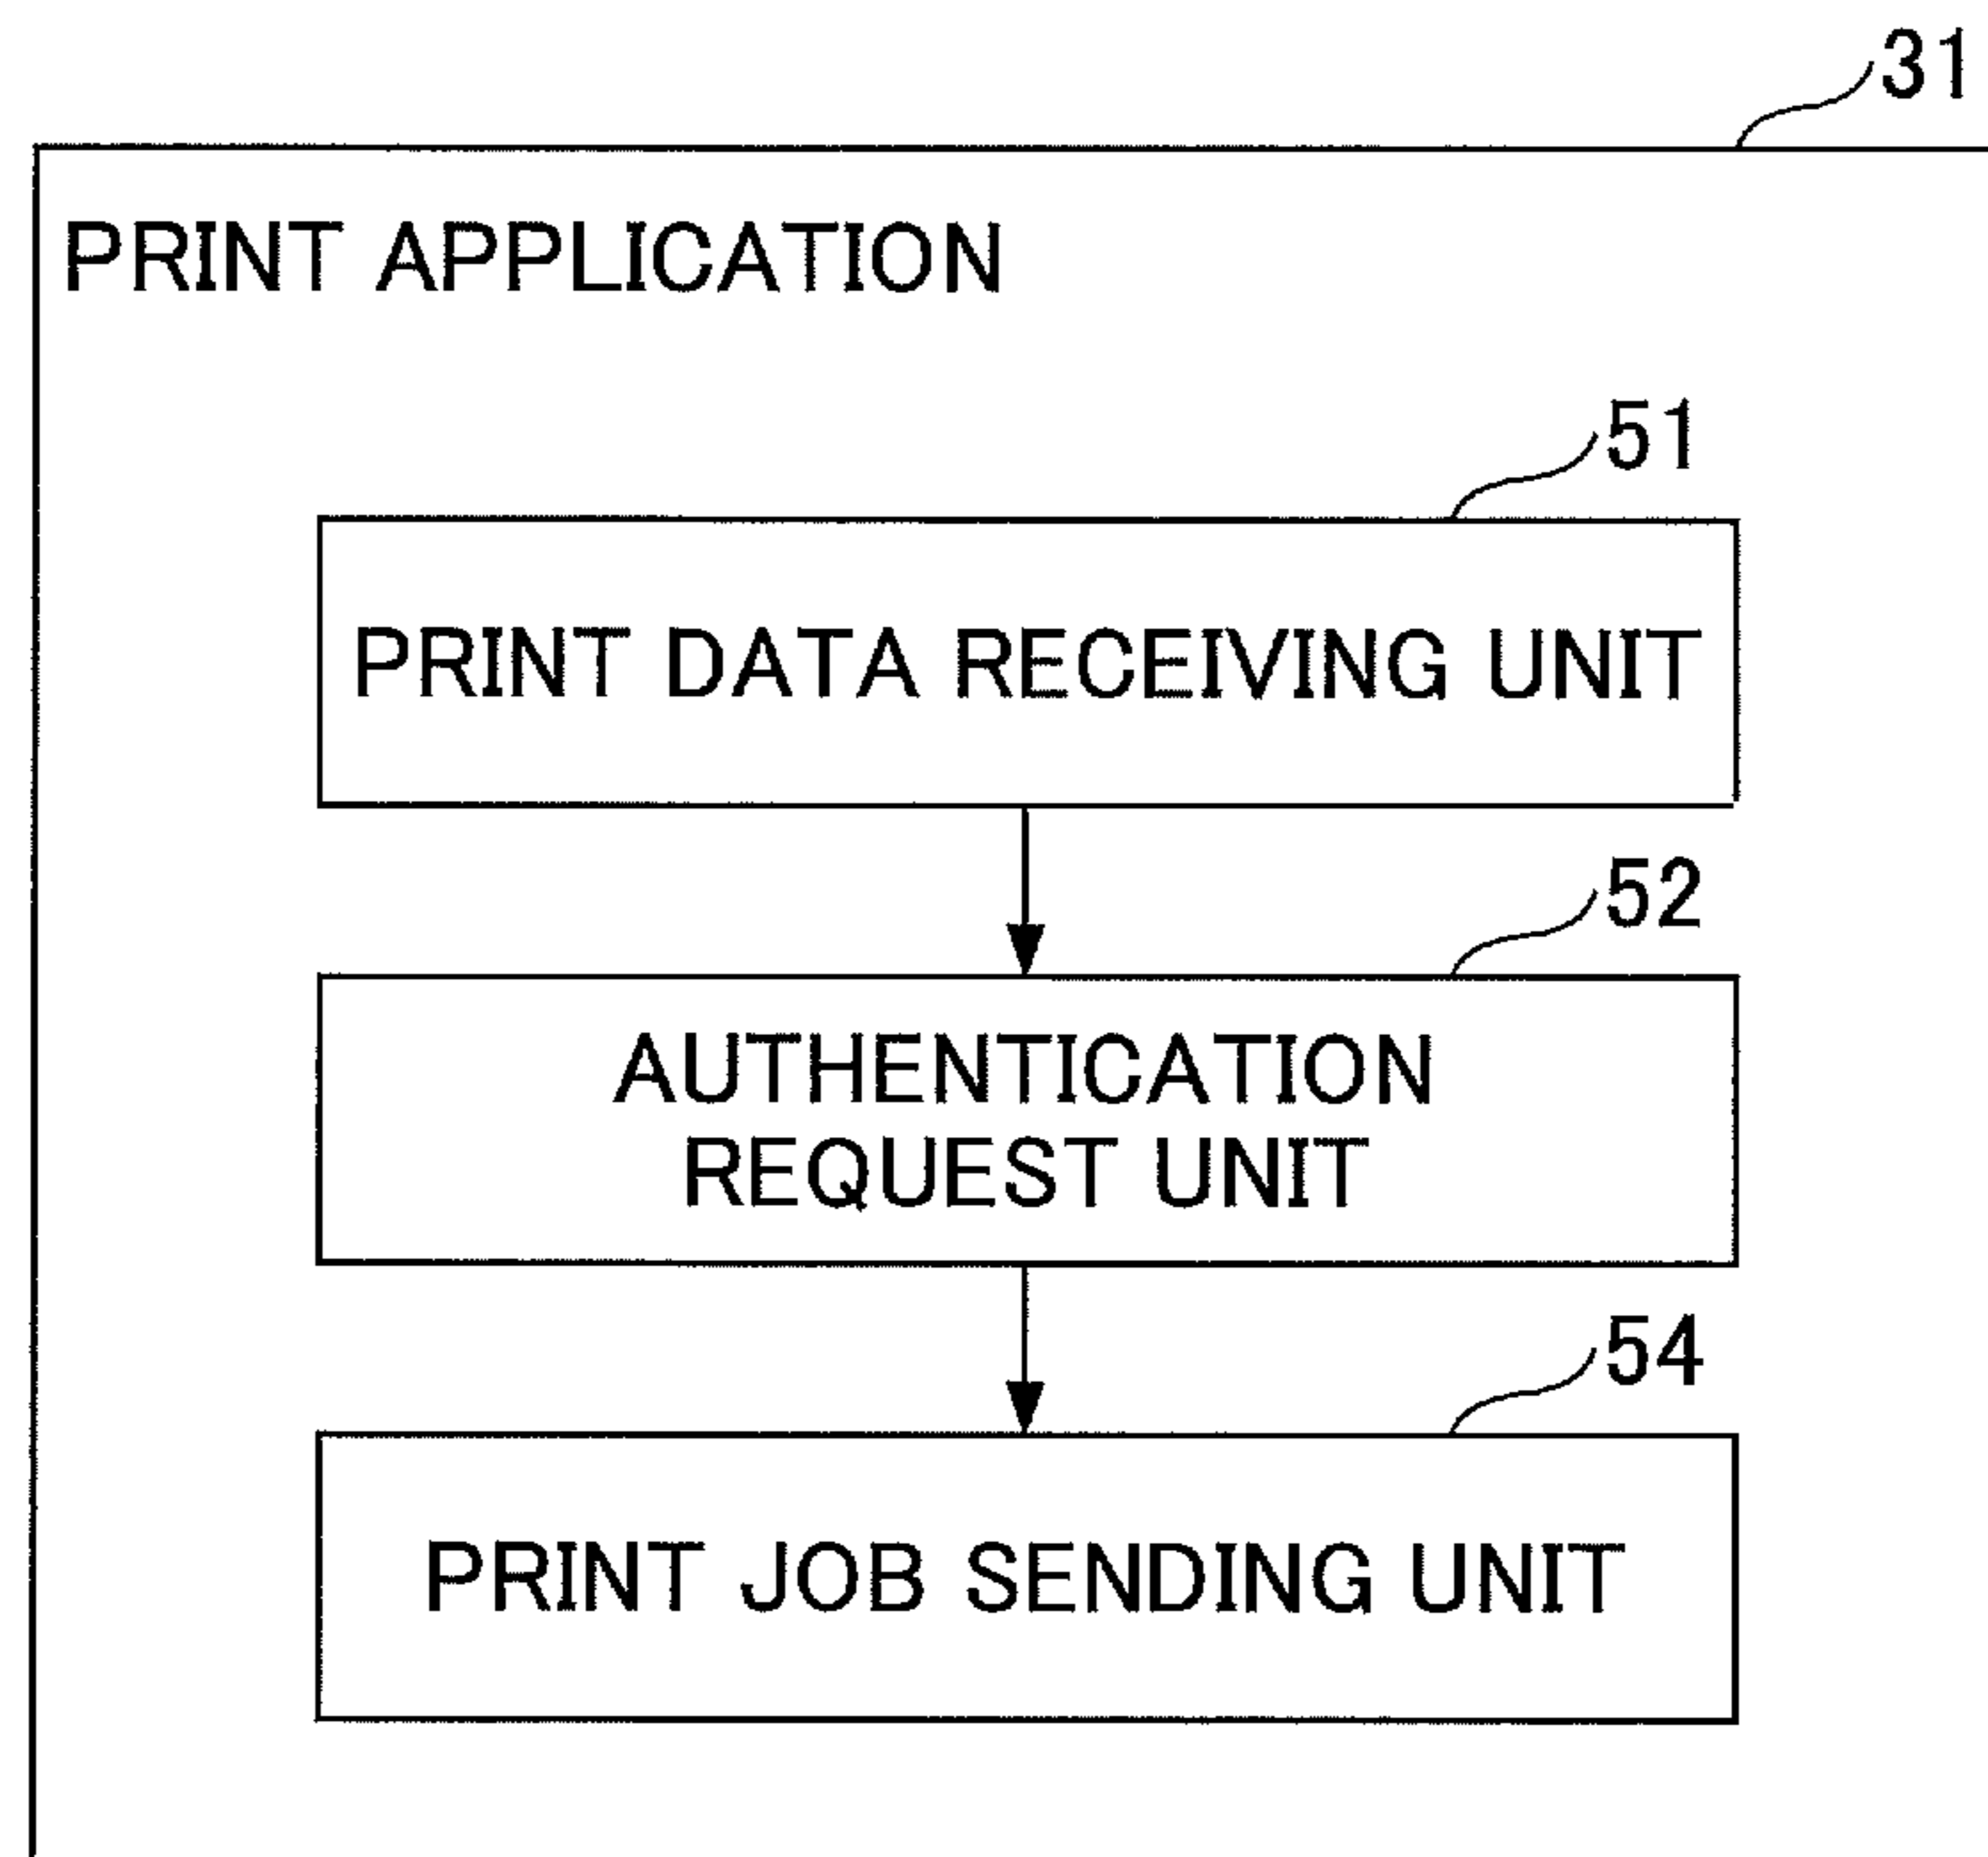 31
PRINT APPLICATION
51
PRINT DATA RECEIVING UNIT
52
AUTHENTICATION
REQUEST UNIT
54
PRINT JOB SENDING UNIT